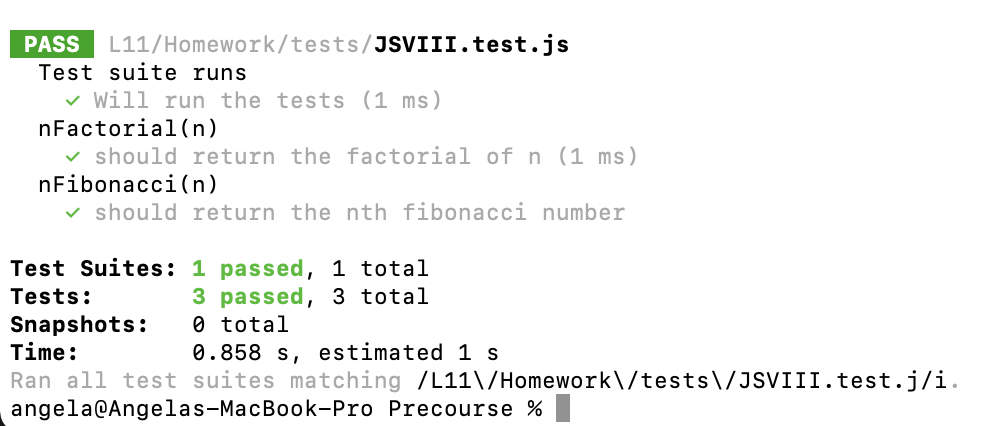 PASS L11/Homework/tests/JSVIII.test.js
Test suite runs
✓ Will run the tests (1 ms)
nFactorial(n)
✓ should return the factorial of n (1 ms)
nFibonacci(n)
✓ should return the nth fibonacci number
Test Suites: 1 passed, 1 total
Tests: 3 passed, 3 total
Snapshots: 0 total
Time: 0.858 s, estimated 1 s
Ran all test suites matching /L11\/Homework\/tests\/JSVIII.test.j/i.
angela@Angelas-MacBook-Pro Precourse %